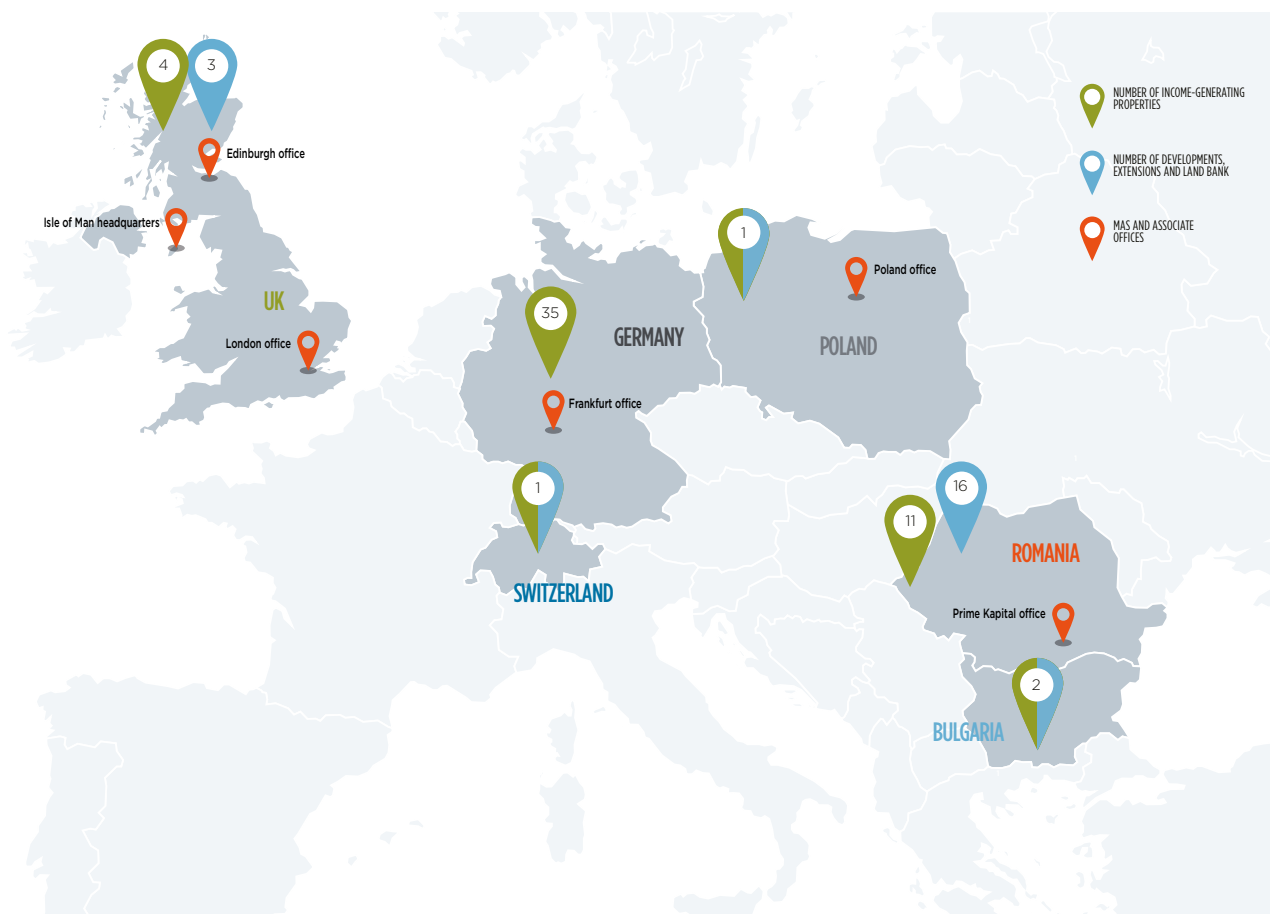 4
3
NUMBER OF INCOME-GENERATING
PROPERTIES
Edinburgh office
NUMBER OF DEVELOPMENTS,
EXTENSIONS AND LAND BANK
Isle of Man headquarters
1
MAS AND ASSOCIATE
OFFICES
Poland office
UK
35
GERMANY
POLAND
London office
Frankfurt office
1
16
11
ROMANIA
SWITZERLAND
Prime Kapital office
2
BULGARIA